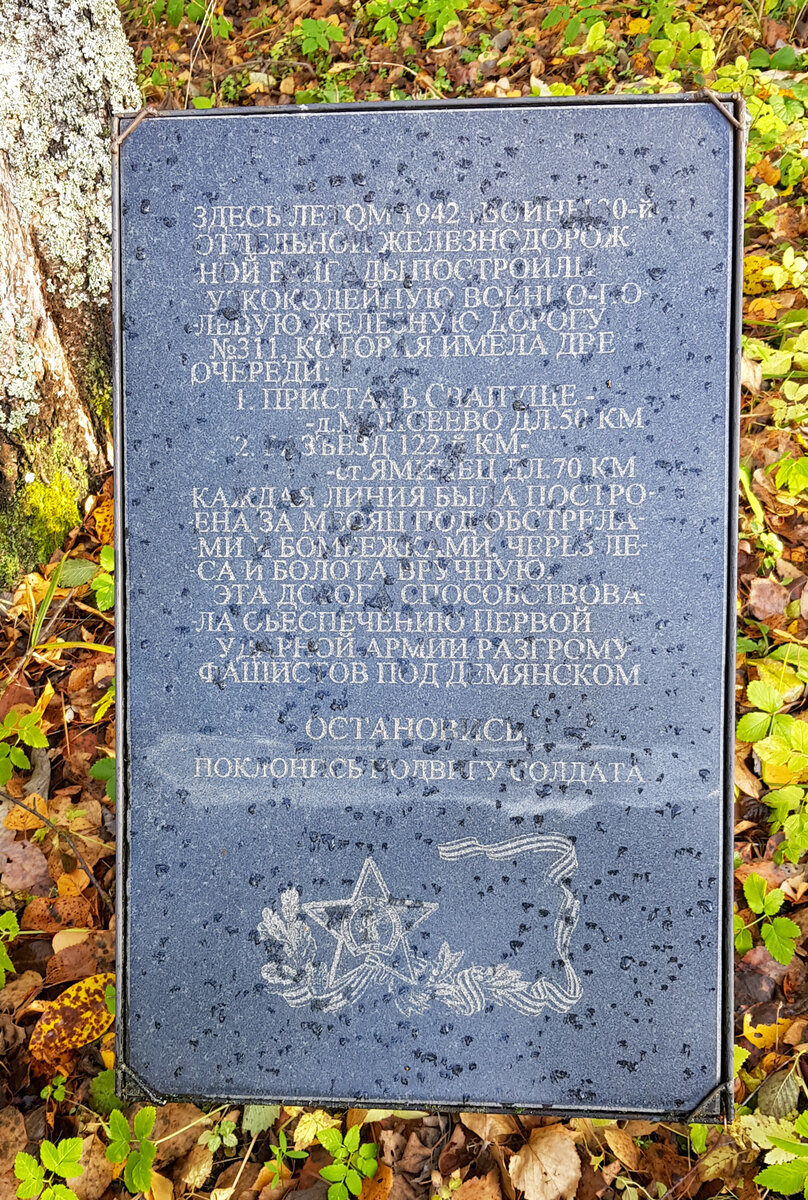 ЗДЕСЬ ЛЕТОМ 1942 г. ВОИНЫ 30-й
ОТДЕЛЬНОЙ ЖЕЛЕЗНОДОРОЖ-
НОЙ БРИГАДЫ ПОСТРОИЛИ
УЗКОКОЛЕЙНУЮ ВОЕННО-ПО-
ЛЕВУЮ ЖЕЛЕЗНУЮ ДОРОГУ
№311, КОТОРАЯ ИМЕЛА ДВЕ
ОЧЕРЕДИ:
1. ПРИСТАНЬ СВАПУЩЕ -
-д.МОИСЕЕВО ДЛ.50 КМ
2. РАЗЪЕЗД 122-й КМ-
-ст.ЯМИЩЕ ДЛ.70 КМ
КАЖДАЯ ЛИНИЯ БЫЛА ПОСТРО-
ЕНА ЗА МЕСЯЦ ПОД ОБСТРЕЛА-
МИ И БОМБЕЖКАМИ, ЧЕРЕЗ ЛЕ-
СА И БОЛОТА ВРУЧНУЮ.
ЭТА ДОРОГА СПОСОБСТВОВА-
ЛА ОБЕСПЕЧЕНИЮ ПЕРВОЙ
УДАРНОЙ АРМИИ РАЗГРОМУ
ФАШИСТОВ ПОД ДЕМЯНСКОМ.
ОСТАНОВИСЬ,
ПОКЛОНИСЬ ПОДВИГУ СОЛДАТА